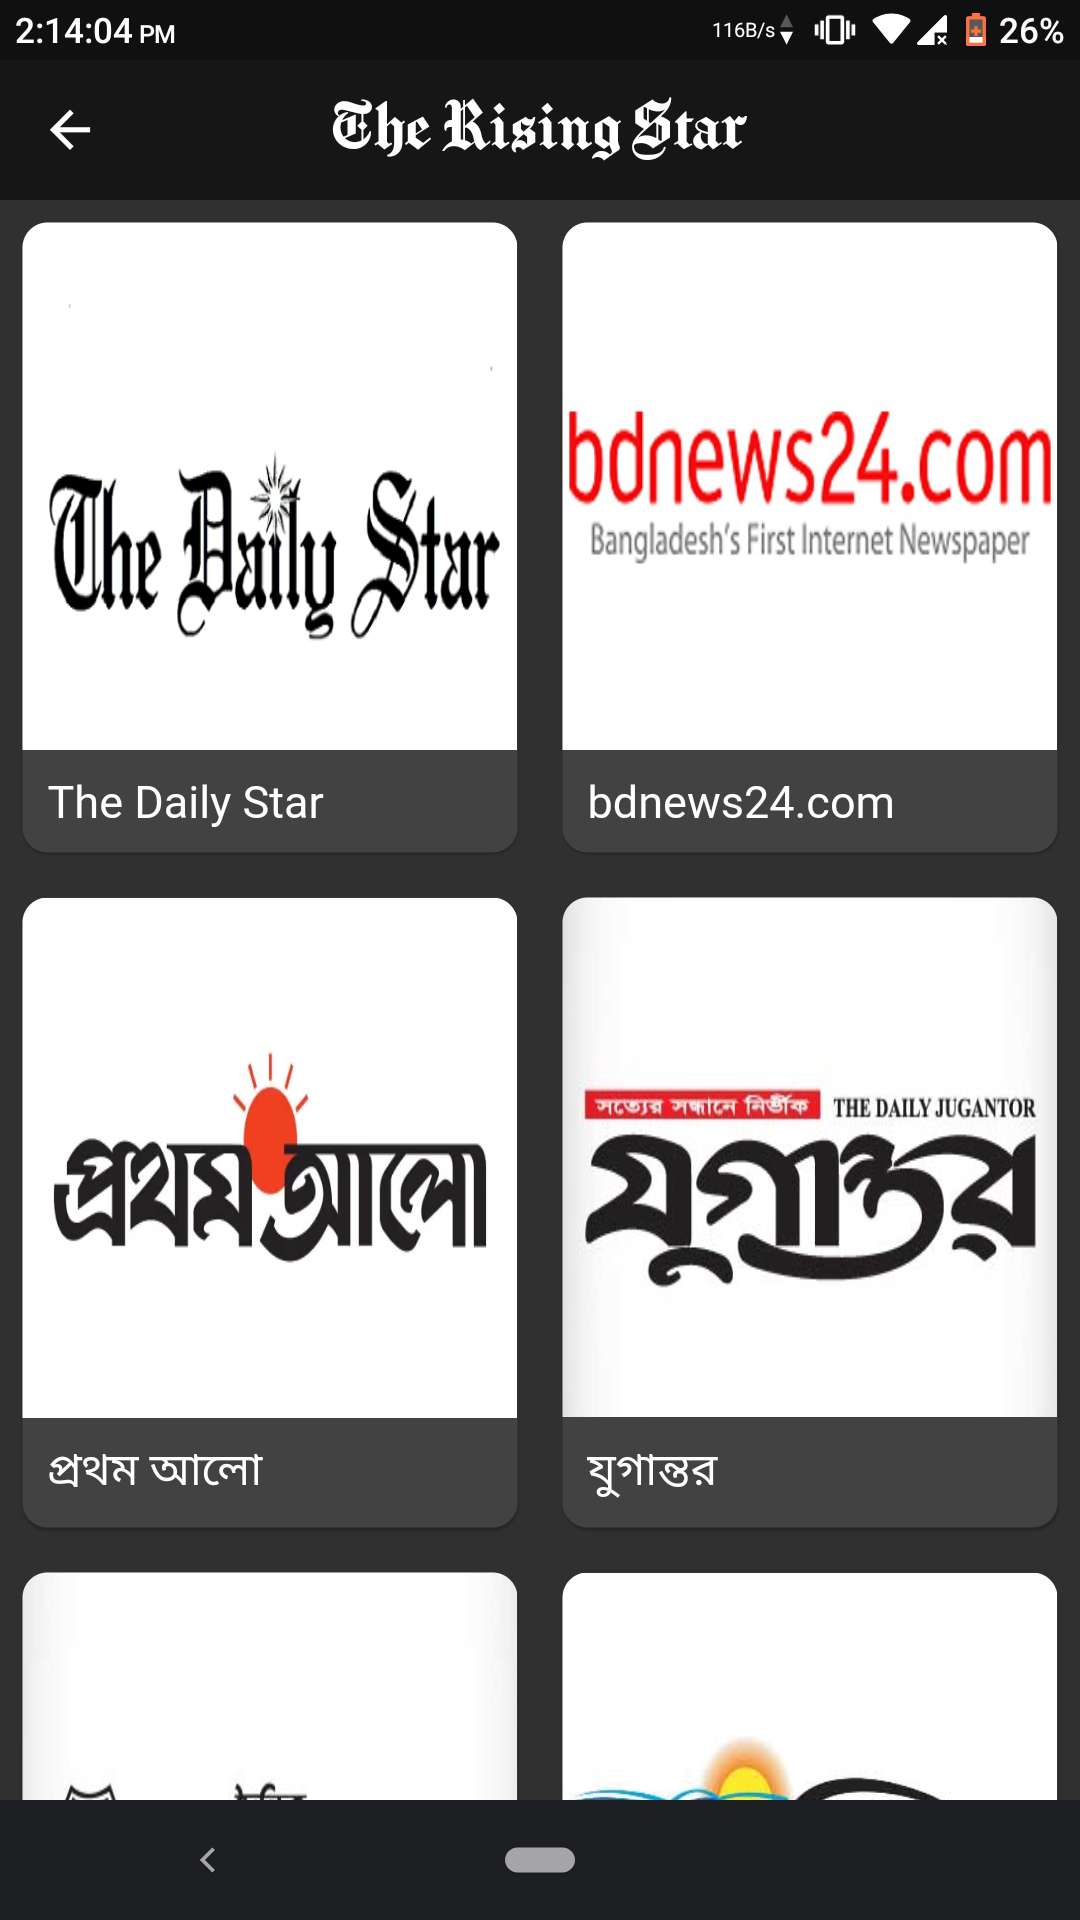 2:14:04 PM 116B/s 26%
The Rising Star
The Daily Star
bdnews24.com
Bangladesh's First Internet Newspaper
The Daily Star
bdnews24.com
প্রথম আলো
সত্যের সন্ধানে নির্ভীক THE DAILY JUGANTOR
যুগান্তর
প্রথম আলো
যুগান্তর